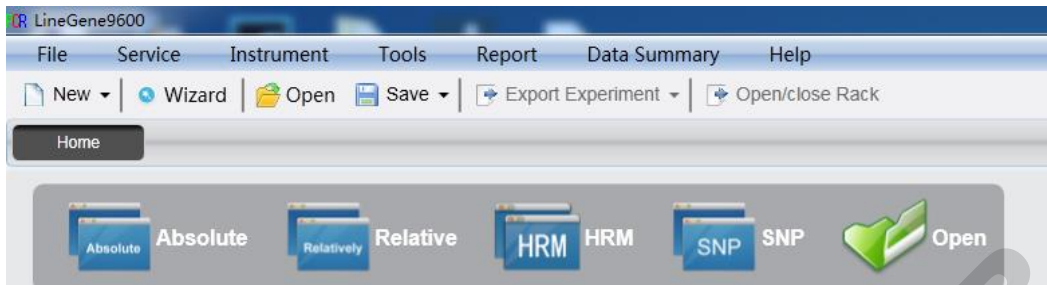 LineGene9600
File Service Instrument Tools Report Data Summary Help
New Wizard Open Save Export Experiment Open/close Rack
Home
Absolute Absolute Relatively Relative HRM HRM SNP SNP Open